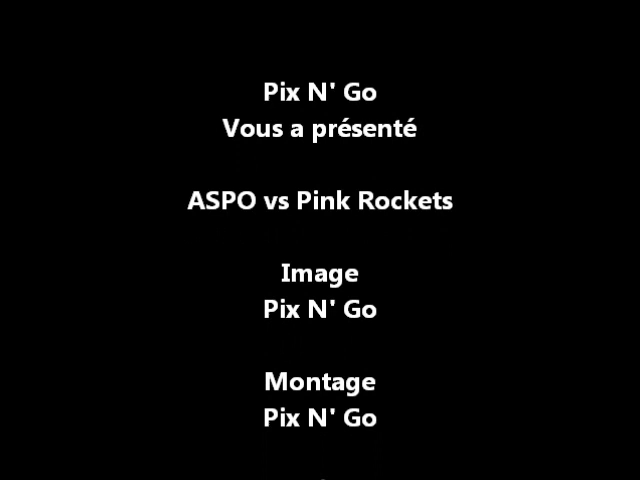 Pix N' Go
Vous a présenté
ASPO vs Pink Rockets
Image
Pix N' Go
Montage
Pix N' Go